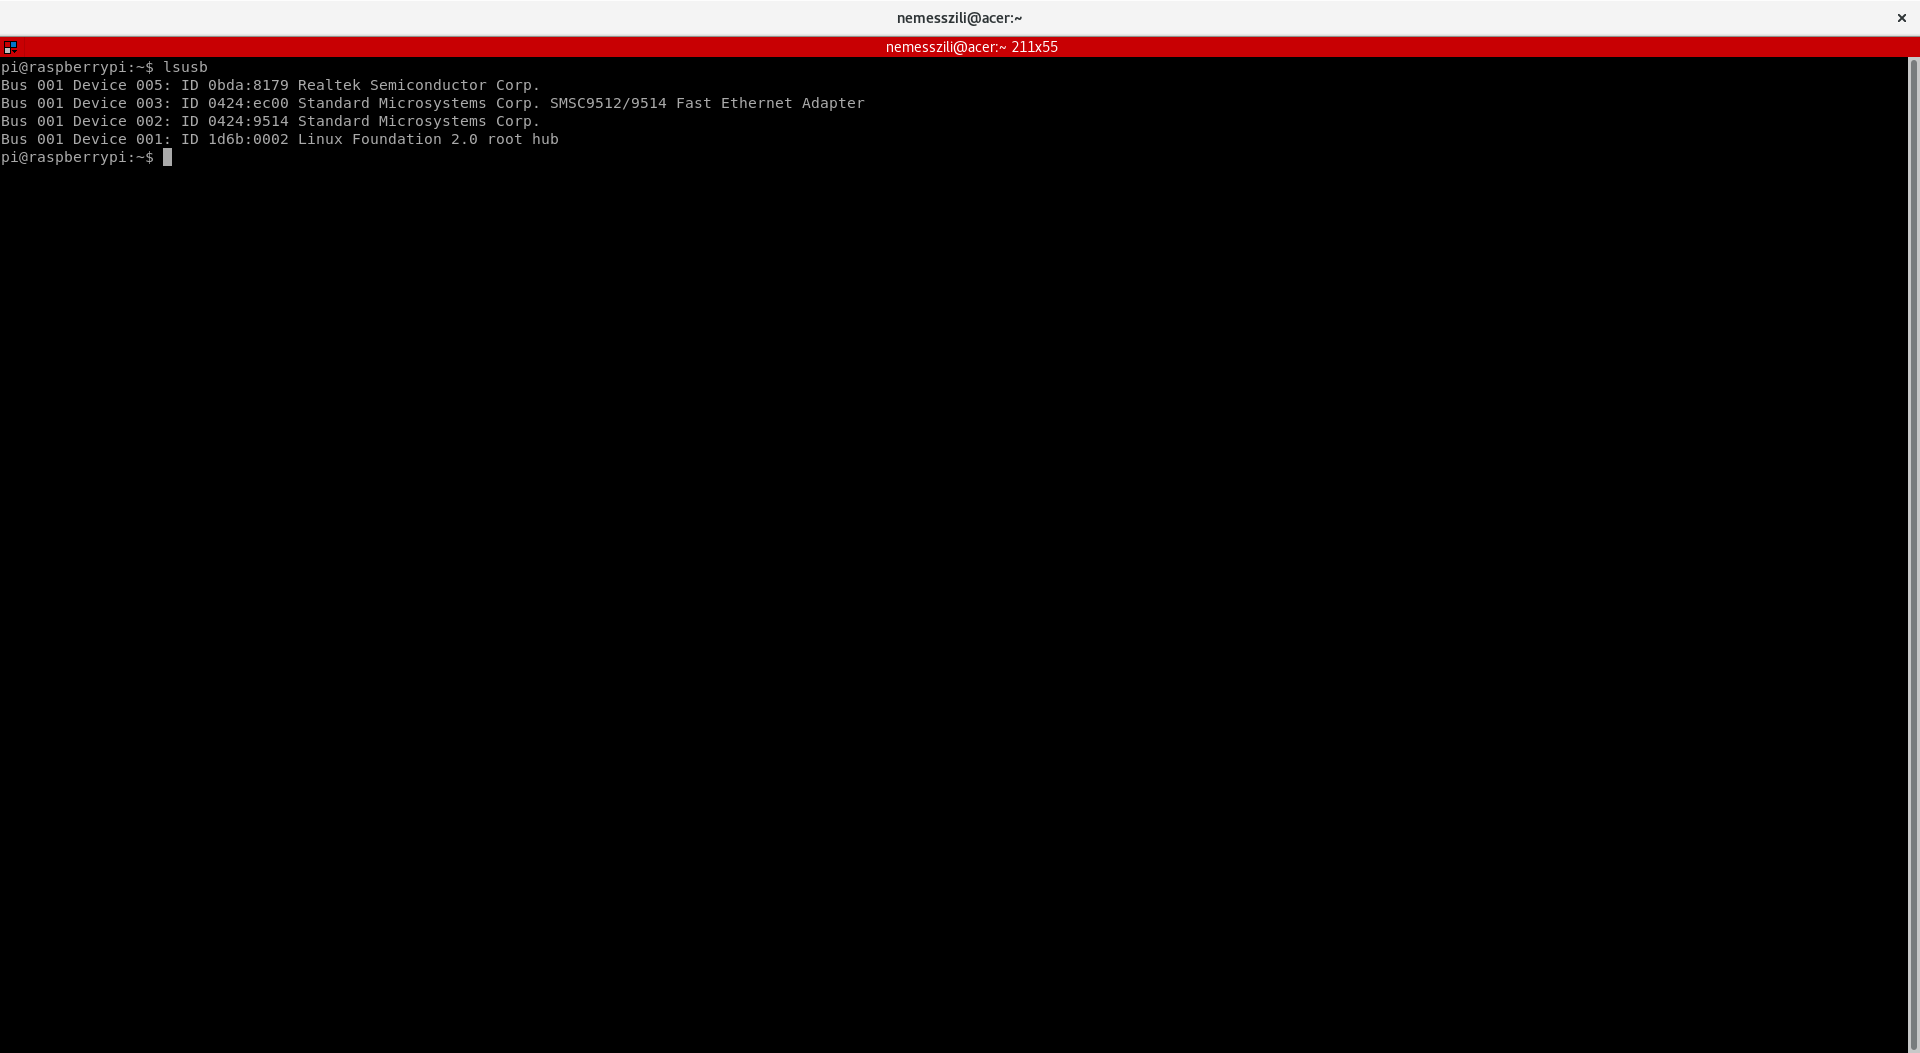 nemesszili@acer:~
nemesszili@acer:~ 211x55
pi@raspberrypi:~$ lsusb
Bus 001 Device 005: ID 0bda:8179 Realtek Semiconductor Corp.
Bus 001 Device 003: ID 0424:ec00 Standard Microsystems Corp. SMSC9512/9514 Fast Ethernet Adapter
Bus 001 Device 002: ID 0424:9514 Standard Microsystems Corp.
Bus 001 Device 001: ID 1d6b:0002 Linux Foundation 2.0 root hub
pi@raspberrypi:~$